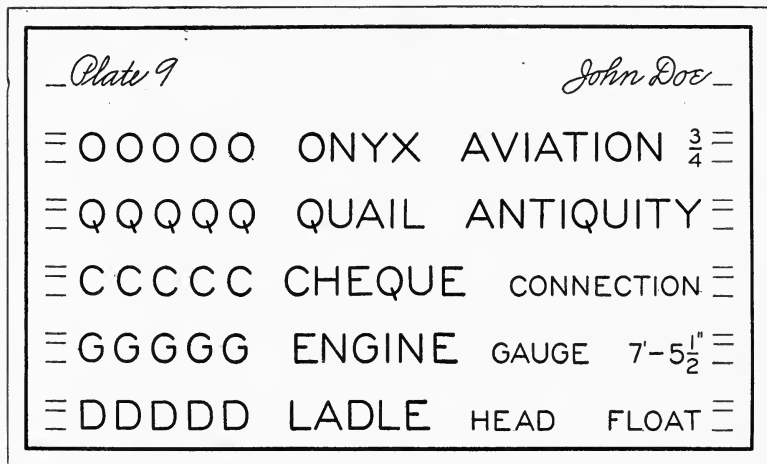 Plate 9 John Doe
OOOOO ONYX AVIATION 3/4
QQQQQ QUAIL ANTIQUITY
CCCCC CHEQUE CONNECTION
GGGGG ENGINE GAUGE 7'-5 1/2"
DDDDD LADLE HEAD FLOAT